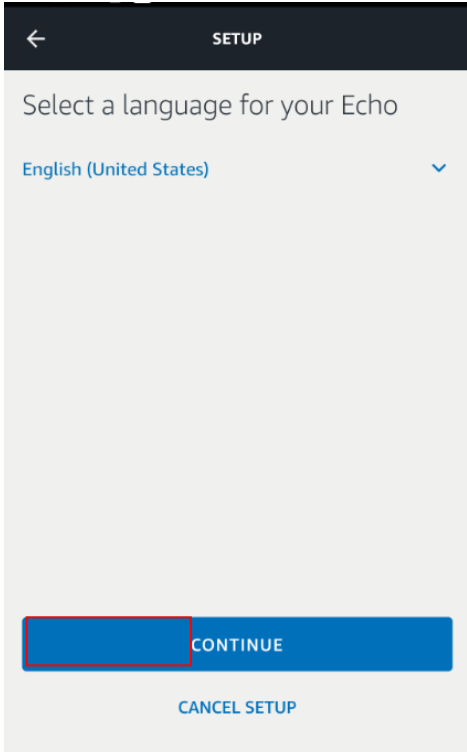 SETUP
Select a language for your Echo
English (United States)
CONTINUE
CANCEL SETUP